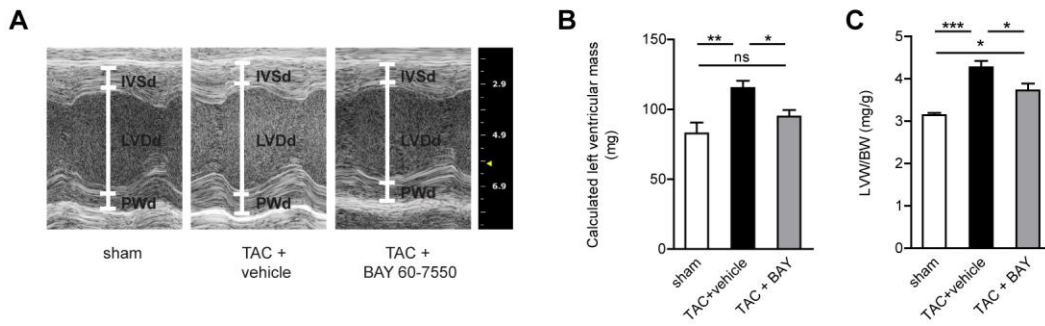 A
IVSd
LVDd
PWd
IVSd
LVDd
PWd
IVSd
LVDd
PWd
2.9
4.9
6.9
sham
TAC +
vehicle
TAC +
BAY 60-7550
B
Calculated left ventricular mass
(mg)
150
100
50
0
**
*
ns
sham
TAC+vehicle
TAC + BAY
C
LVW/BW (mg/g)
5
4
3
2
1
0
***
*
*
sham
TAC+vehicle
TAC + BAY